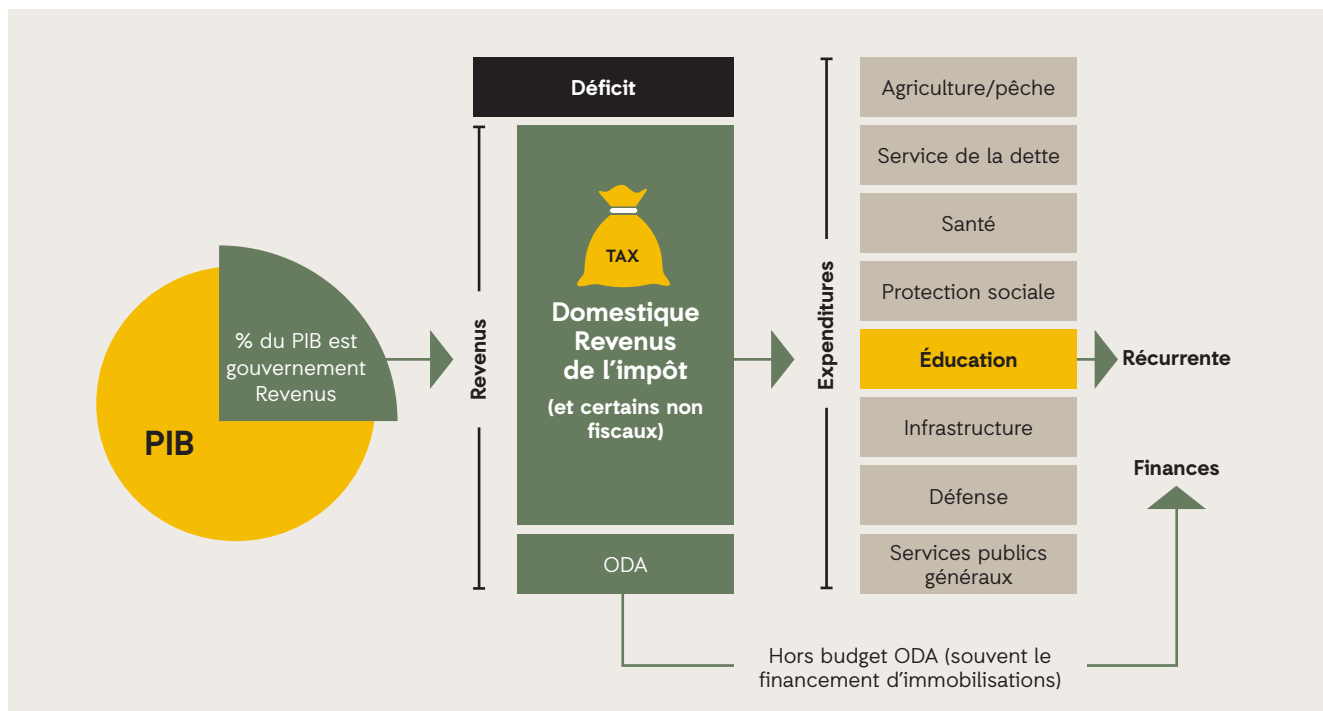 PIB
% du PIB est
gouvernement
Revenus
Déficit
Revenus
TAX
Domestique
Revenus
de l’impôt
(et certains non
fiscaux)
ODA
Expenditures
Agriculture/pêche
Service de la dette
Santé
Protection sociale
Éducation
Infrastructure
Défense
Services publics
généraux
Récurrente
Finances
Hors budget ODA (souvent le
financement d’immobilisations)